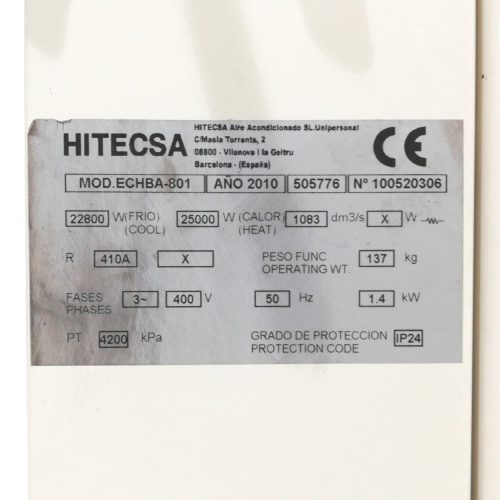 HITECSA
HITECSA Aire Acondicionado SL.Unipersonal
C/Masia Torrents, 2
08800 - Vilanova i la Geltru
Barcelona - (España)
CE
MOD.ECHBA-801 AÑO 2010 505776 Nº 100520306
22800 W(FRIO) 25000 W (CALOR) 1083 dm3/s X W
(COOL) (HEAT)
R 410A X PESO FUNC. 137 kg
OPERATING WT.
FASES 3~ 400 V 50 Hz 1.4 kW
PHASES
PT 4200 kPa GRADO DE PROTECCION IP24
PROTECTION CODE